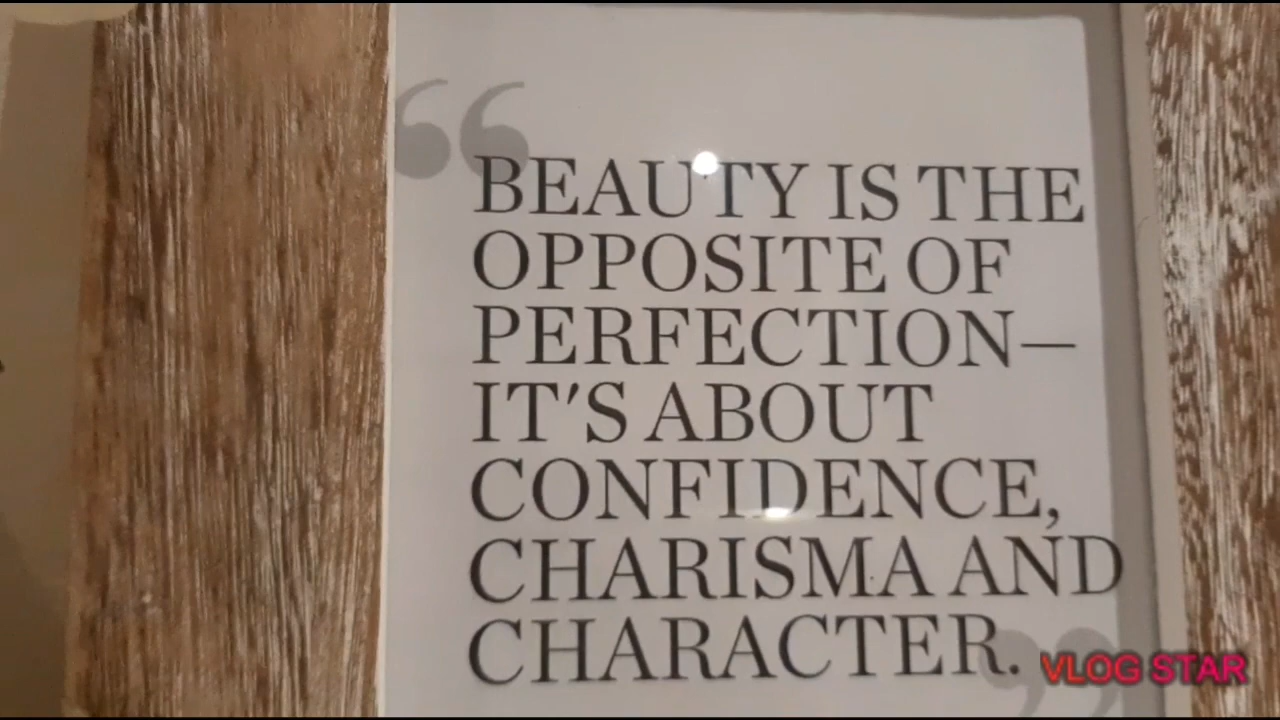 “
BEAUTY IS THE
OPPOSITE OF
PERFECTION—
IT'S ABOUT
CONFIDENCE,
CHARISMA AND
CHARACTER.
”
VLOG STAR